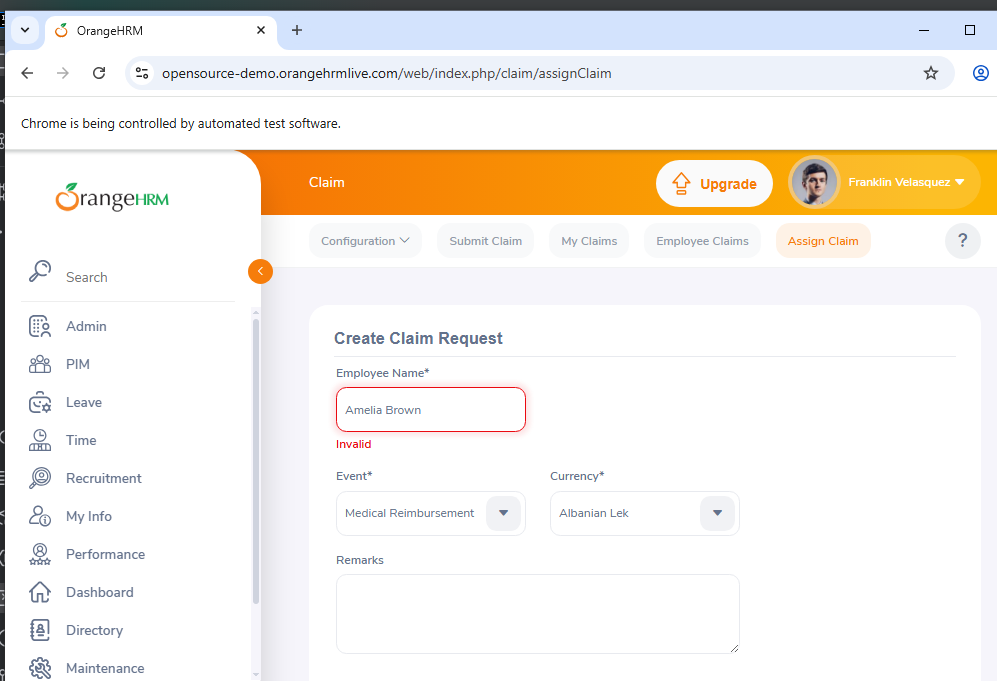 OrangeHRM
opensource-demo.orangehrmlive.com/web/index.php/claim/assignClaim
Chrome is being controlled by automated test software.
OrangeHRM
Claim
Upgrade
Franklin Velasquez
Configuration
Submit Claim
My Claims
Employee Claims
Assign Claim
?
Search
Admin
PIM
Leave
Time
Recruitment
My Info
Performance
Dashboard
Directory
Maintenance
Create Claim Request
Employee Name*
Amelia Brown
Invalid
Event*
Currency*
Medical Reimbursement
Albanian Lek
Remarks